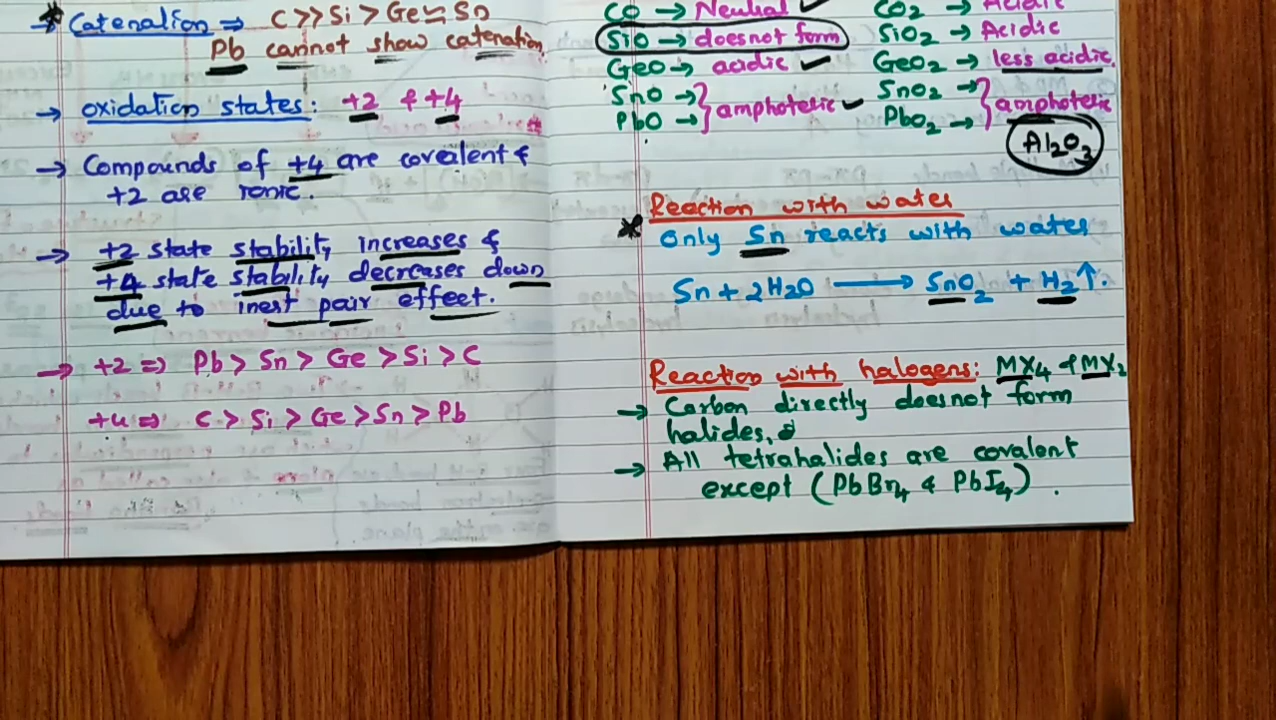 * Catenation ⇒ C >> Si > Ge ≃ Sn
Pb cannot show catenation
→ oxidation states: +2 & +4
→ Compounds of +4 are covalent &
+2 are Ionic.
→ +2 state stability increases &
+4 state stability decreases down
due to inert pair effect.
→ +2 ⇒ Pb > Sn > Ge > Si > C
+4 ⇒ C > Si > Ge > Sn > Pb
CO → Neutral ✓ CO2 → Acidic
SiO → doesnot form SiO2 → Acidic
GeO → acidic ✓ GeO2 → less acidic.
SnO → SnO2 →
} amphoteric ✓ } amphoteric
PbO → PbO2 →
Al2O3
Reaction with water
* Only Sn reacts with water
Sn + 2H2O ⟶ SnO2 + H2↑.
Reaction with halogens: MX4 & MX2
→ Carbon directly doesnot form
halides.
→ All tetrahalides are covalent
except (PbBr4 & PbI4) .